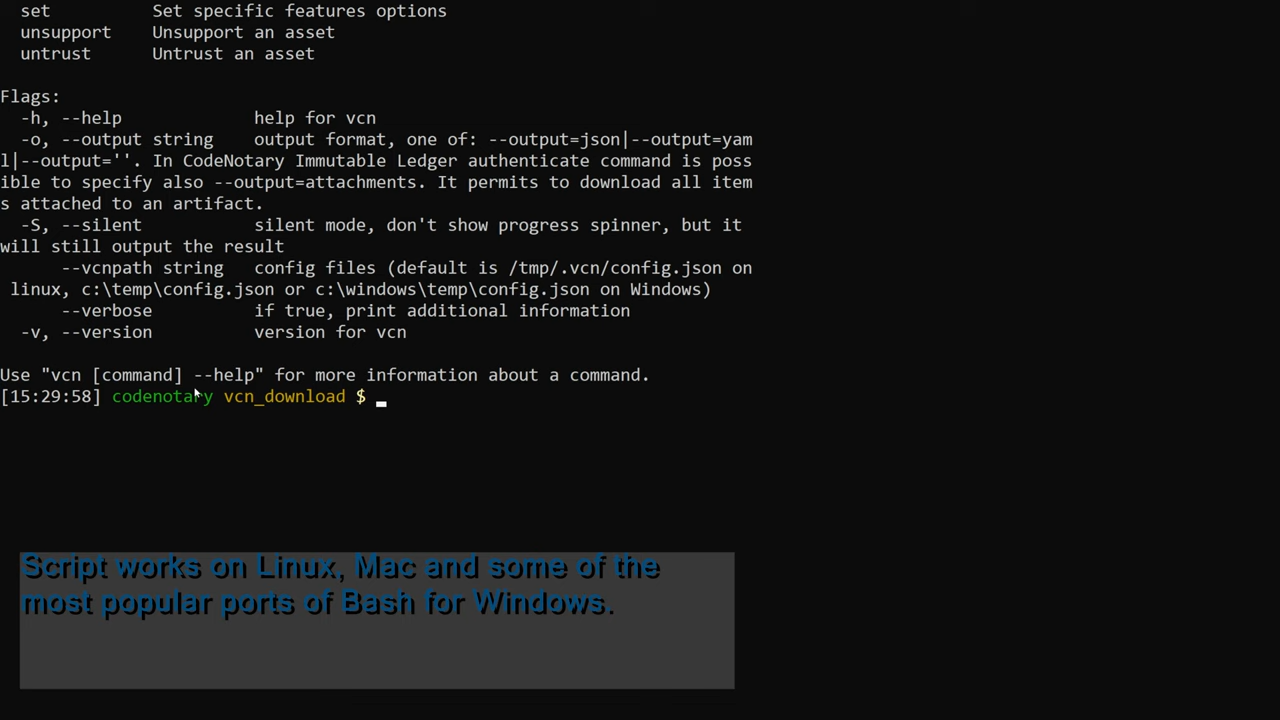 set Set specific features options
unsupport Unsupport an asset
untrust Untrust an asset
Flags:
-h, --help help for vcn
-o, --output string output format, one of: --output=json|--output=yam
l|--output=''. In CodeNotary Immutable Ledger authenticate command is poss
ible to specify also --output=attachments. It permits to download all item
s attached to an artifact.
-S, --silent silent mode, don't show progress spinner, but it
will still output the result
--vcnpath string config files (default is /tmp/.vcn/config.json on
linux, c:\temp\config.json or c:\windows\temp\config.json on Windows)
--verbose if true, print additional information
-v, --version version for vcn
Use "vcn [command] --help" for more information about a command.
[15:29:58] codenotary vcn_download $
Script works on Linux, Mac and some of the
most popular ports of Bash for Windows.